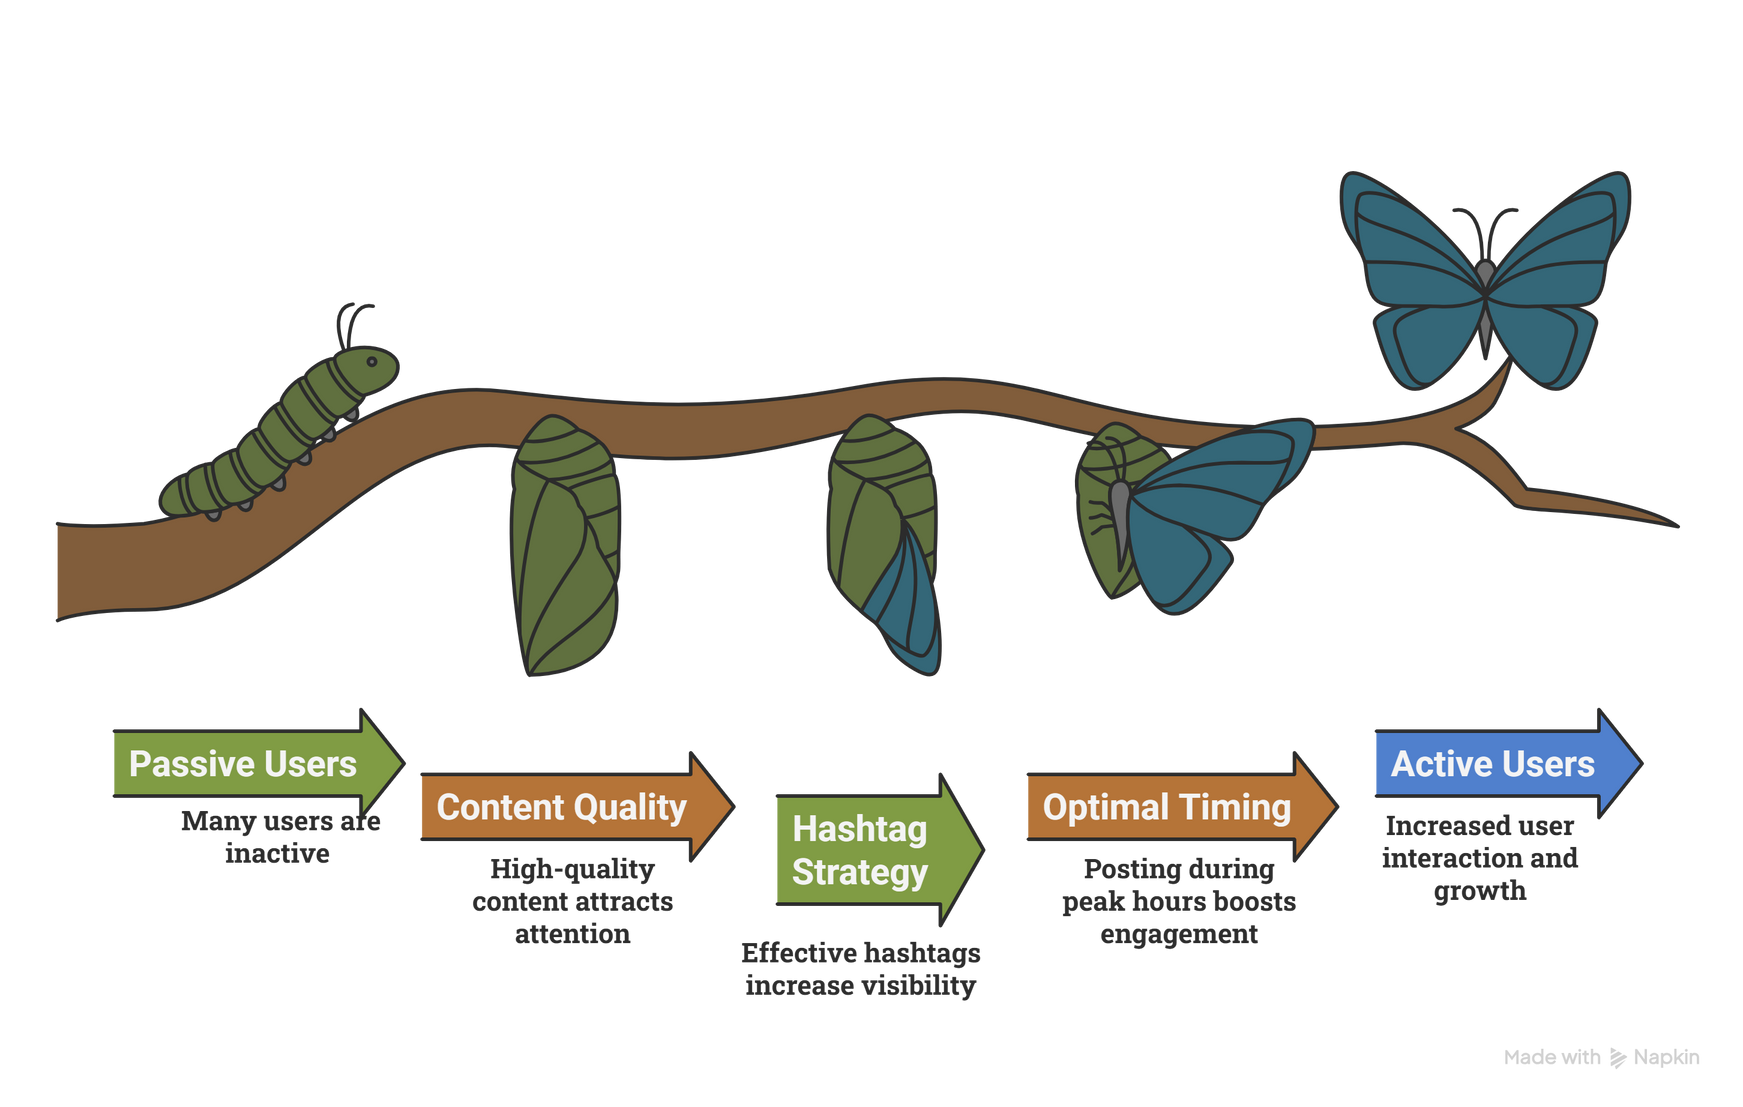 Passive Users
Many users are
inactive
Content Quality
High-quality
content attracts
attention
Hashtag
Strategy
Effective hashtags
increase visibility
Optimal Timing
Posting during
peak hours boosts
engagement
Active Users
Increased user
interaction and
growth
Made with Napkin